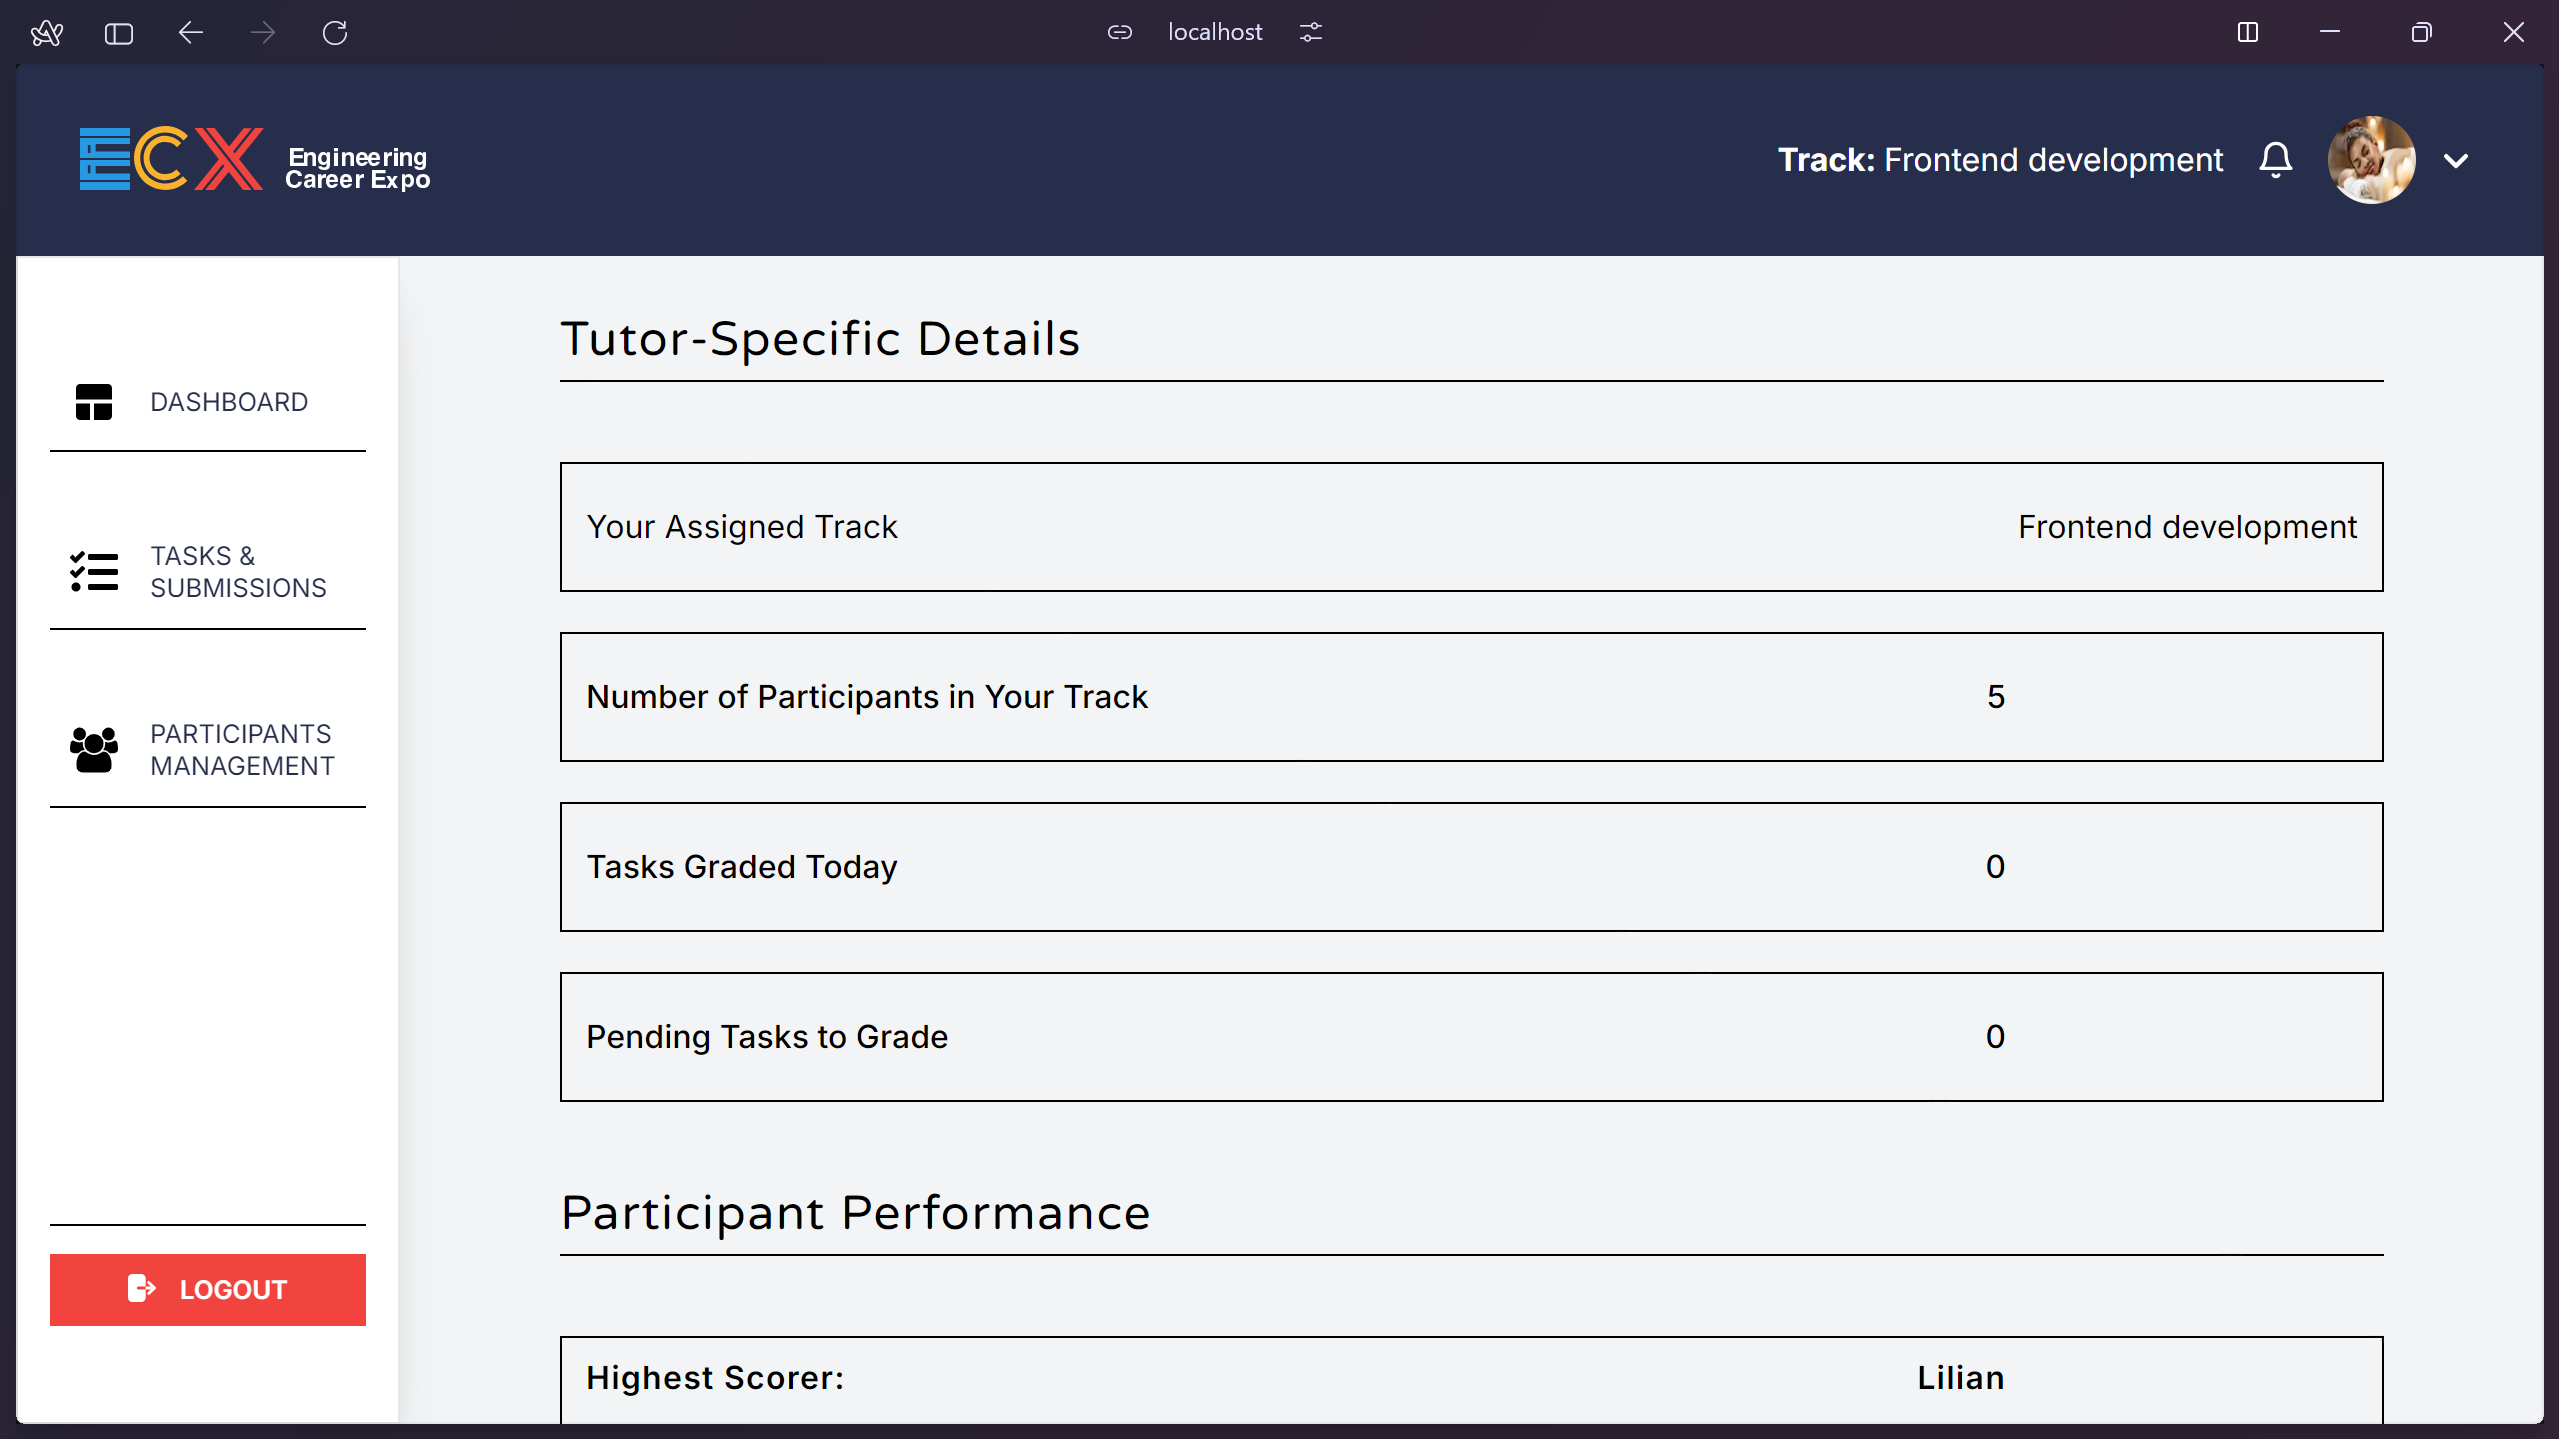 localhost
ECX Engineering
Career Expo
Track: Frontend development
DASHBOARD
TASKS &
SUBMISSIONS
PARTICIPANTS
MANAGEMENT
LOGOUT
Tutor-Specific Details
Your Assigned Track Frontend development
Number of Participants in Your Track 5
Tasks Graded Today 0
Pending Tasks to Grade 0
Participant Performance
Highest Scorer: Lilian